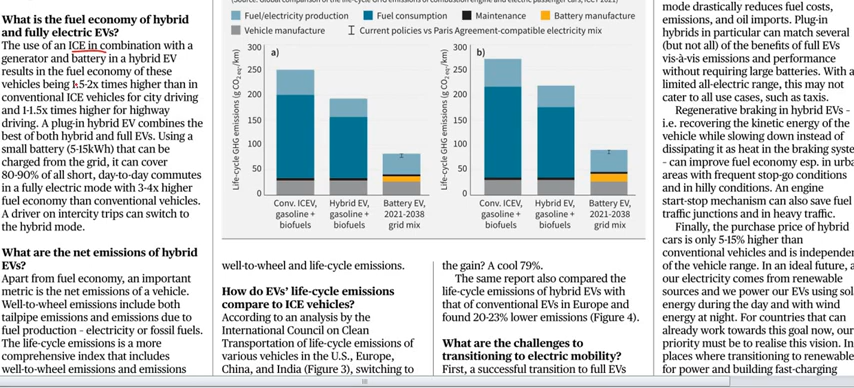 What is the fuel economy of hybrid
and fully electric EVs?
The use of an ICE in combination with a
generator and battery in a hybrid EV
results in the fuel economy of these
vehicles being 1.5-2x times higher than in
conventional ICE vehicles for city driving
and 1-1.5x times higher for highway
driving. A plug-in hybrid EV combines the
best of both hybrid and full EVs. Using a
small battery (5-15kWh) that can be
charged from the grid, it can cover
80-90% of all short, day-to-day commutes
in a fully electric mode with 3-4x higher
fuel economy than conventional vehicles.
A driver on intercity trips can switch to
the hybrid mode.
What are the net emissions of hybrid
EVs?
Apart from fuel economy, an important
metric is the net emissions of a vehicle.
Well-to-wheel emissions include both
tailpipe emissions and emissions due to
fuel production - electricity or fossil fuels.
The life-cycle emissions is a more
comprehensive index that includes
well-to-wheel emissions and emissions
Fuel/electricity production
Fuel consumption
Maintenance
Battery manufacture
Vehicle manufacture
Current policies vs Paris Agreement-compatible electricity mix
a)
Life-cycle GHG emissions (g CO2 eq/km)
300
250
200
150
100
50
0
Conv. ICEV,
gasoline +
biofuels
Hybrid EV,
gasoline +
biofuels
Battery EV,
2021-2038
grid mix
b)
Life-cycle GHG emissions (g CO2 eq/km)
300
250
200
150
100
50
0
Conv. ICEV,
gasoline +
biofuels
Hybrid EV,
gasoline +
biofuels
Battery EV,
2021-2038
grid mix
well-to-wheel and life-cycle emissions.
How do EVs' life-cycle emissions
compare to ICE vehicles?
According to an analysis by the
International Council on Clean
Transportation of life-cycle emissions of
various vehicles in the U.S., Europe,
China, and India (Figure 3), switching to
the gain? A cool 79%.
The same report also compared the
life-cycle emissions of hybrid EVs with
that of conventional EVs in Europe and
found 20-23% lower emissions (Figure 4).
What are the challenges to
transitioning to electric mobility?
First, a successful transition to full EVs
mode drastically reduces fuel costs,
emissions, and oil imports. Plug-in
hybrids in particular can match several
(but not all) of the benefits of full EVs
vis-à-vis emissions and performance
without requiring large batteries. With a
limited all-electric range, this may not
cater to all use cases, such as taxis.
Regenerative braking in hybrid EVs -
i.e. recovering the kinetic energy of the
vehicle while slowing down instead of
dissipating it as heat in the braking syste
- can improve fuel economy esp. in urba
areas with frequent stop-go conditions
and in hilly conditions. An engine
start-stop mechanism can also save fuel
traffic junctions and in heavy traffic.
Finally, the purchase price of hybrid
cars is only 5-15% higher than
conventional vehicles and is independen
of the vehicle range. In an ideal future, a
our electricity comes from renewable
sources and we power our EVs using sol
energy during the day and with wind
energy at night. For countries that can
already work towards this goal now, our
priority must be to realise this vision. In
places where transitioning to renewable
for power and building fast-charging